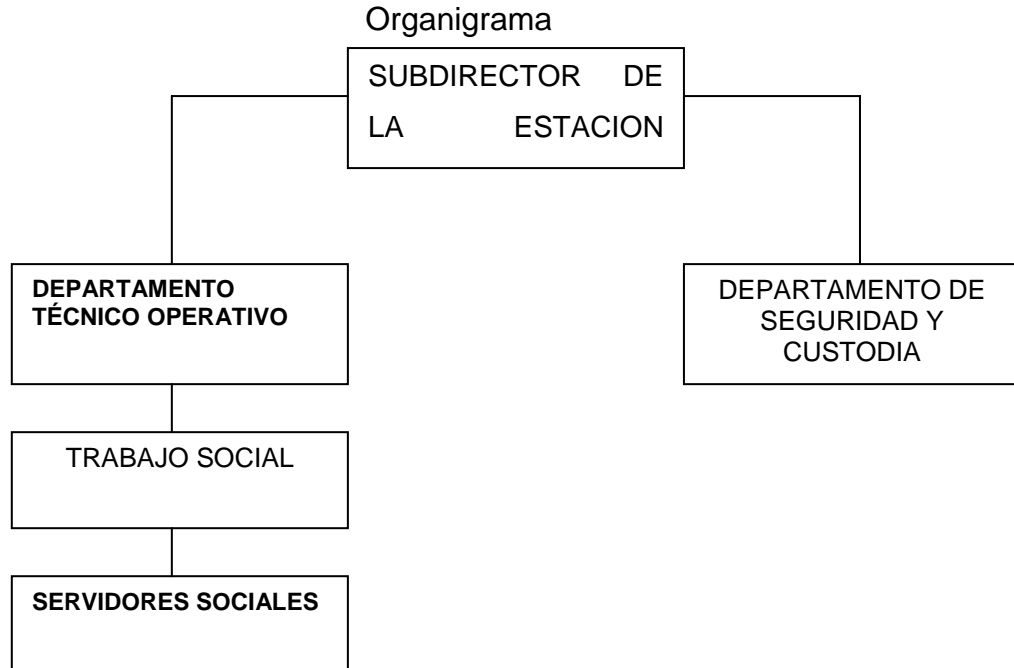 Organigrama
SUBDIRECTOR DE
LA ESTACION
DEPARTAMENTO
TÉCNICO OPERATIVO
DEPARTAMENTO DE
SEGURIDAD Y
CUSTODIA
TRABAJO SOCIAL
SERVIDORES SOCIALES